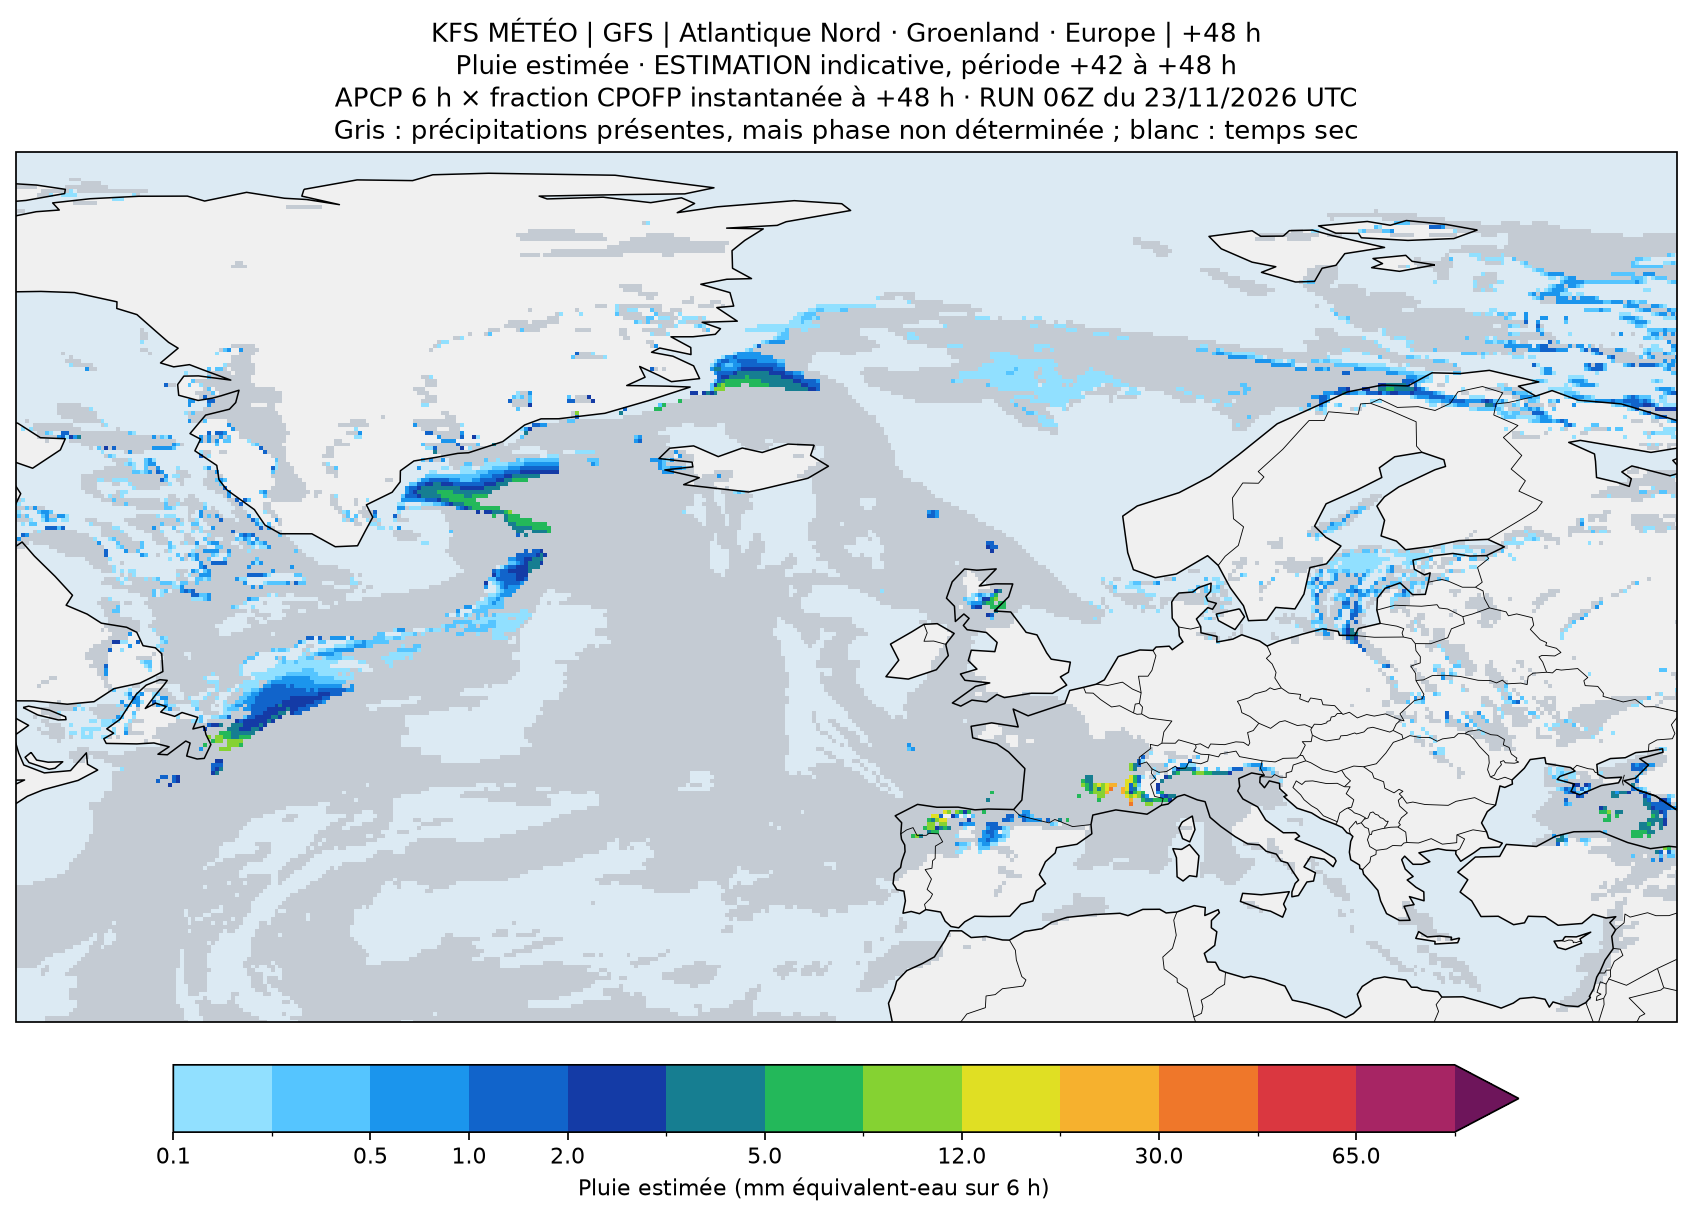 KFS MÉTÉO | GFS | Atlantique Nord · Groenland · Europe | +48 h
Pluie estimée · ESTIMATION indicative, période +42 à +48 h
APCP 6 h × fraction CPOFP instantanée à +48 h · RUN 06Z du 23/11/2026 UTC
Gris : précipitations présentes, mais phase non déterminée ; blanc : temps sec
0.1 0.5 1.0 2.0 5.0 12.0 30.0 65.0
Pluie estimée (mm équivalent-eau sur 6 h)